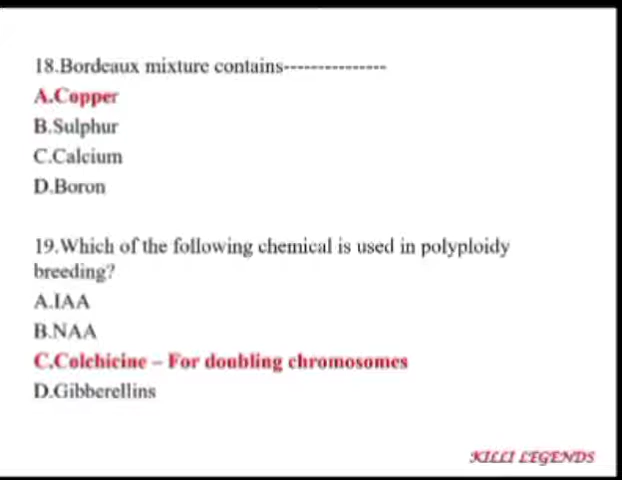 18.Bordeaux mixture contains---------------
A.Copper
B.Sulphur
C.Calcium
D.Boron
19.Which of the following chemical is used in polyploidy
breeding?
A.IAA
B.NAA
C.Colchicine – For doubling chromosomes
D.Gibberellins
KILLI LEGENDS